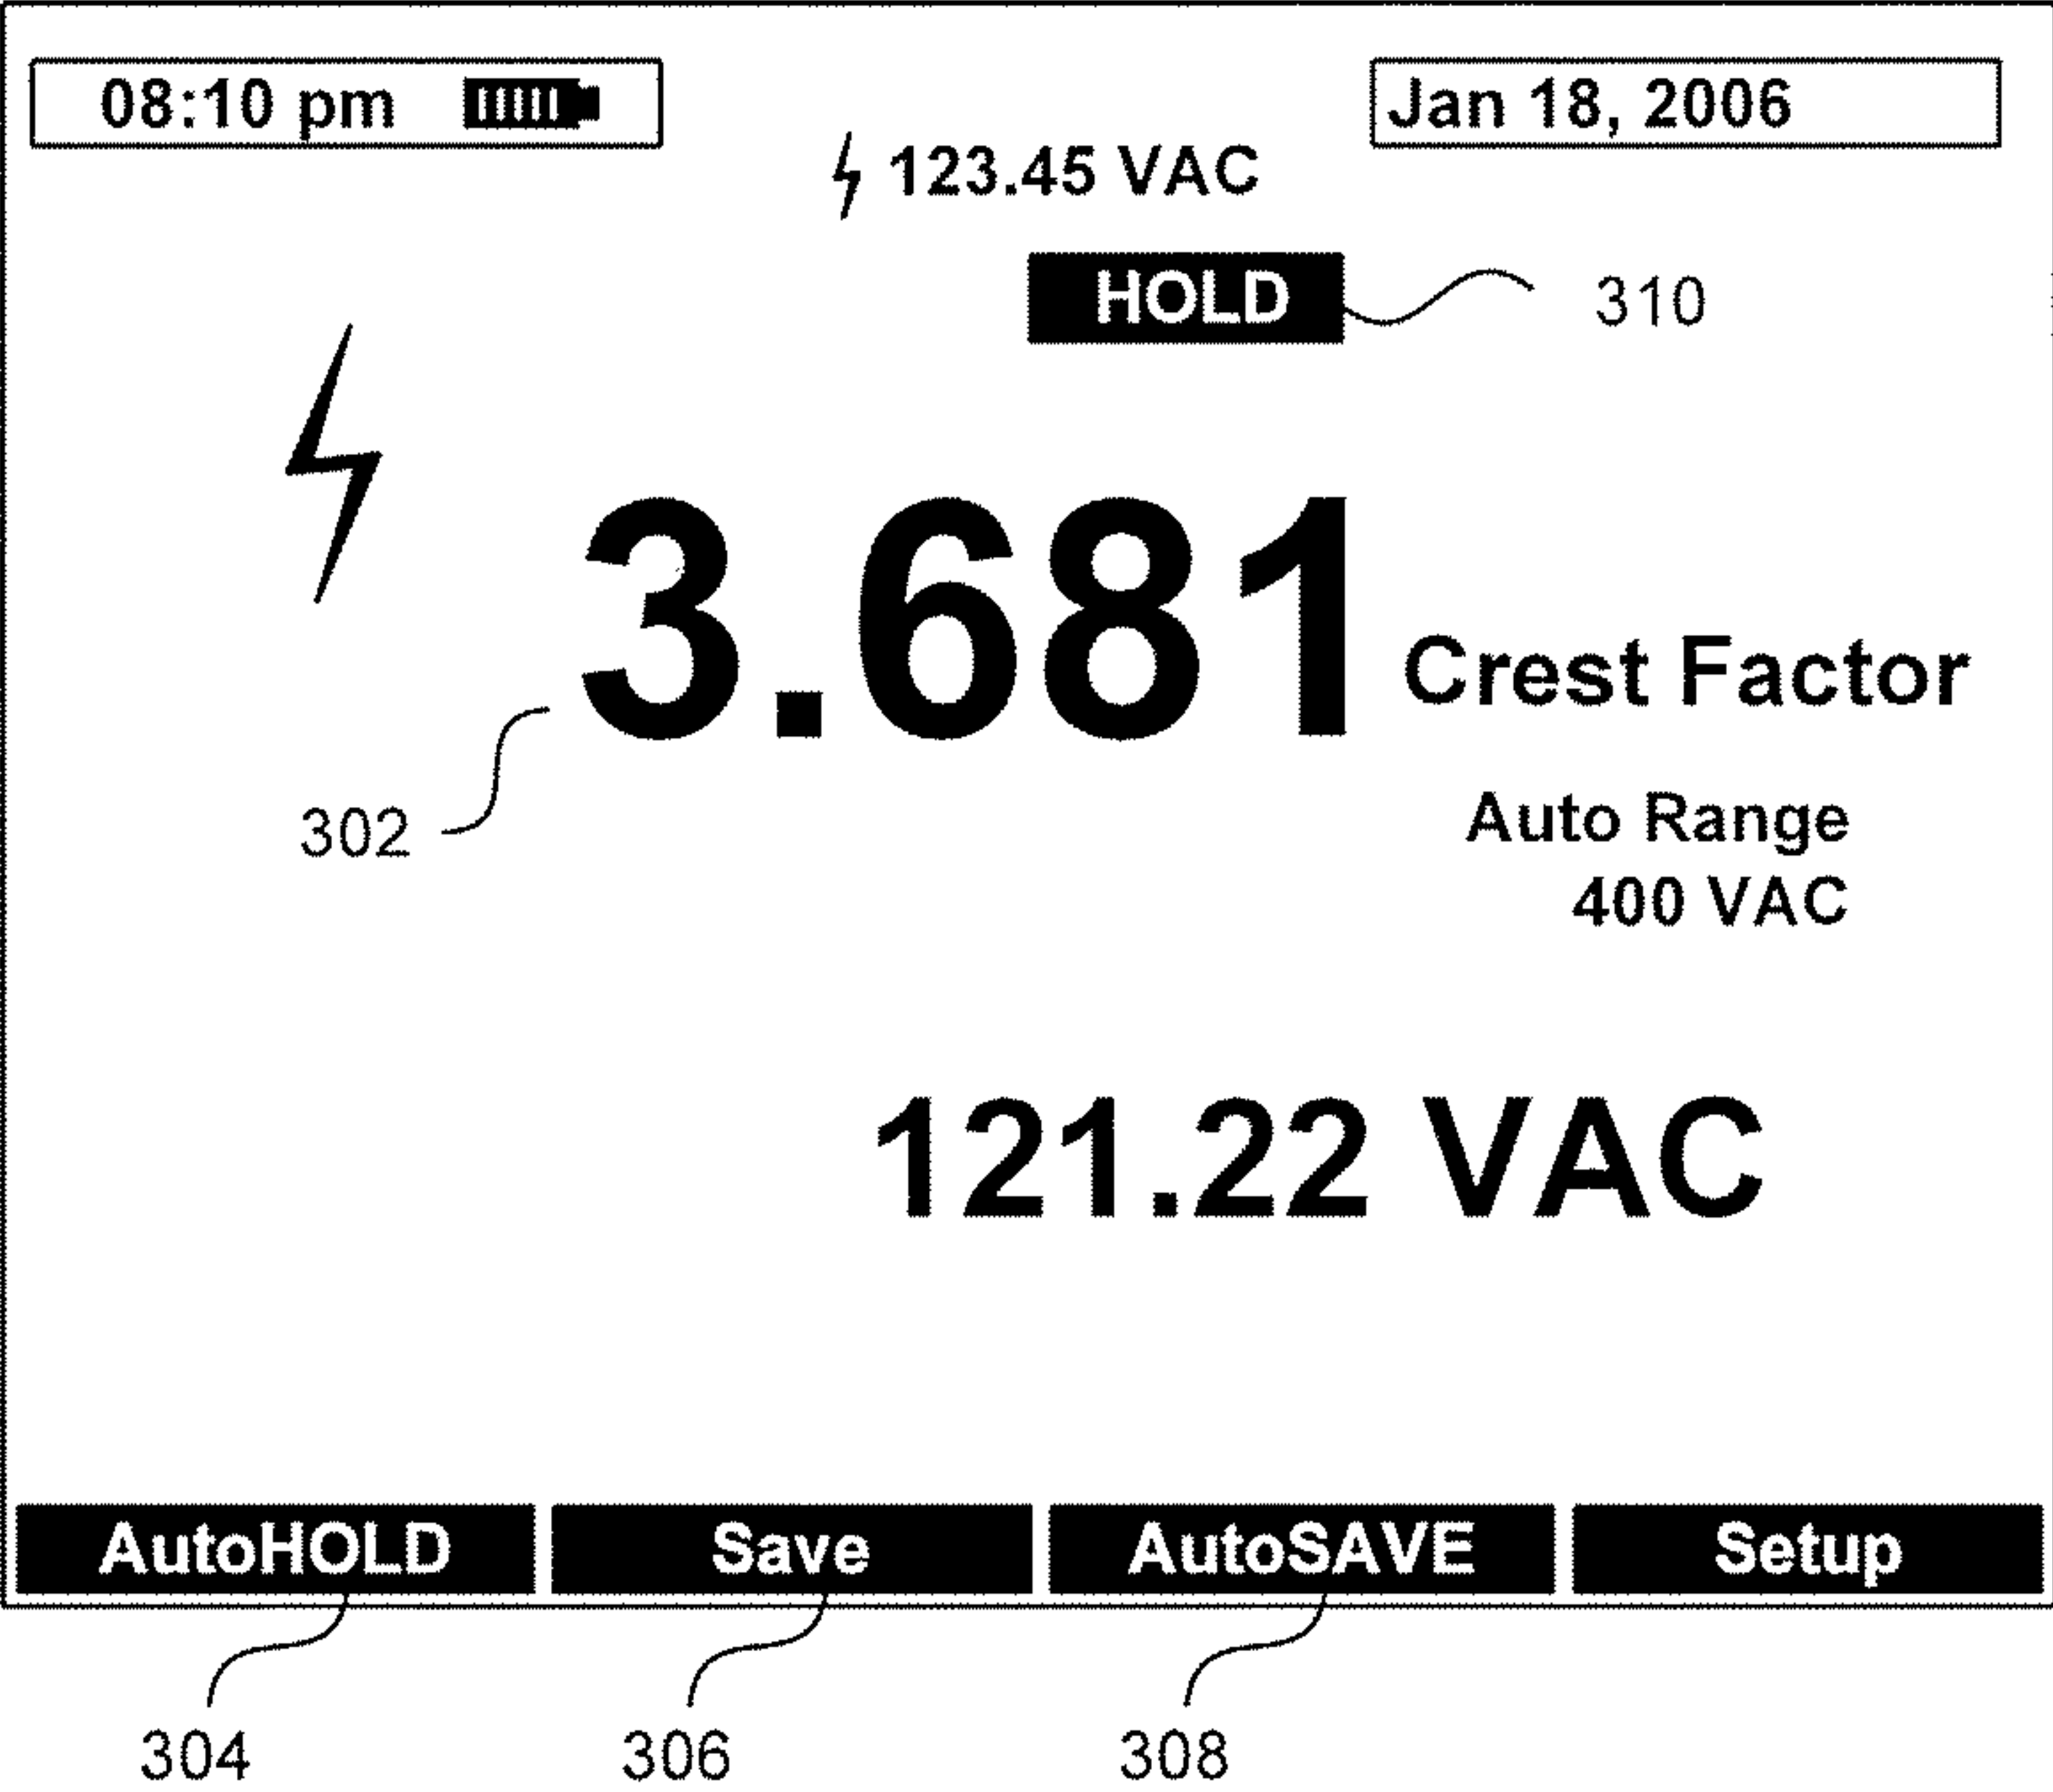 08:10 pm
Jan 18, 2006
123.45 VAC
HOLD
310
3.681 Crest Factor
302
Auto Range
400 VAC
121.22 VAC
AutoHOLD Save AutoSAVE Setup
304 306 308